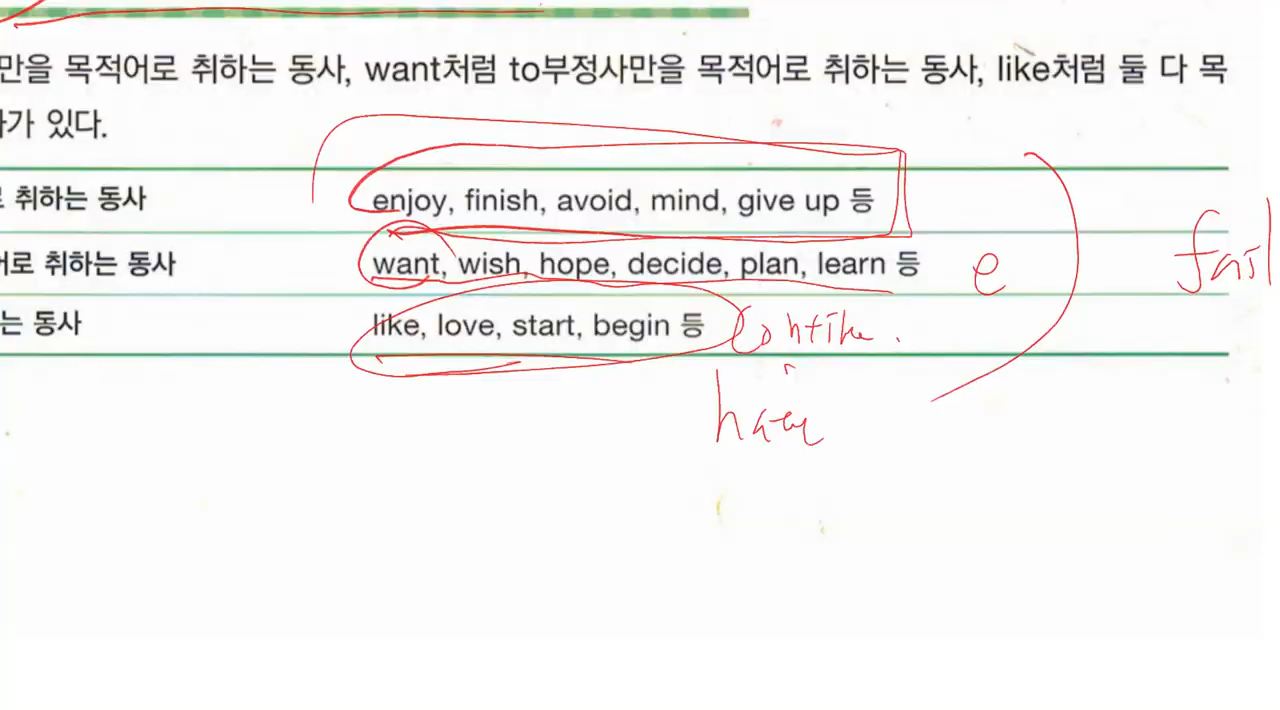 만을 목적어로 취하는 동사, want처럼 to부정사만을 목적어로 취하는 동사, like처럼 둘 다 목
가 있다.
취하는 동사 enjoy, finish, avoid, mind, give up 등
어로 취하는 동사 want, wish, hope, decide, plan, learn 등 e fail
는 동사 like, love, start, begin 등